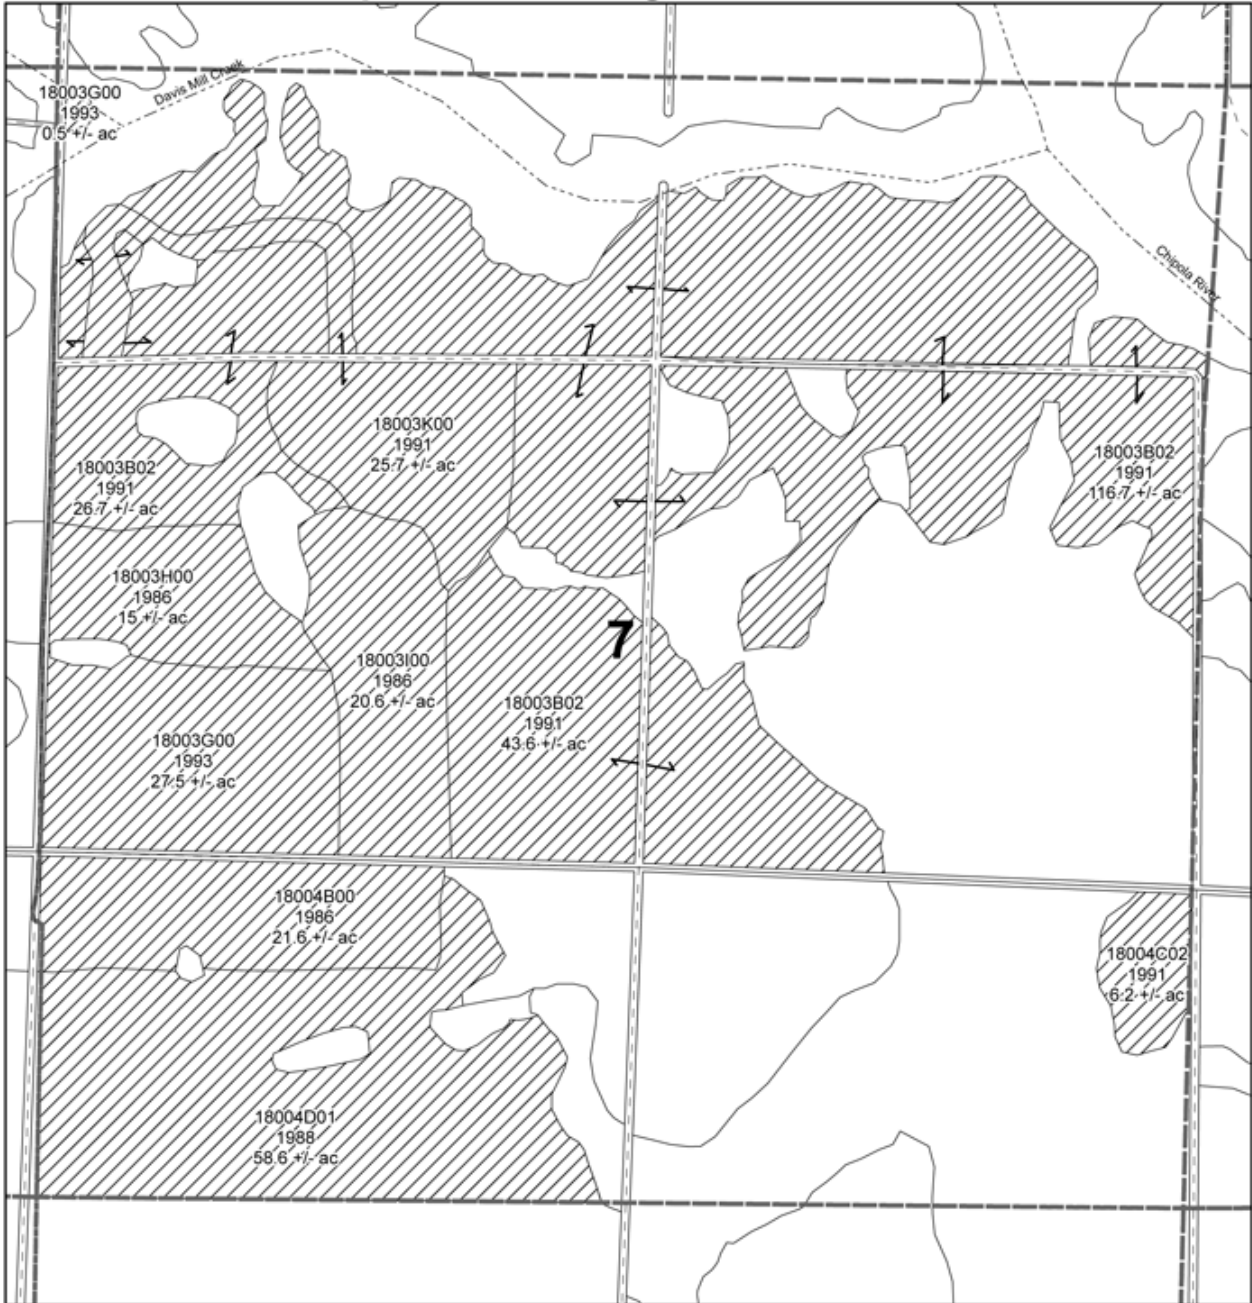 18003G00
1993
0.5 +/- ac
Davis Mill Creek
Chipola River
18003K00
1991
25.7 +/- ac
18003B02
1991
26.7 +/- ac
18003B02
1991
116.7 +/- ac
18003H00
1986
15 +/- ac
7
18003I00
1986
20.6 +/- ac
18003B02
1991
43.6 +/- ac
18003G00
1993
27.5 +/- ac
18004B00
1986
21.6 +/- ac
18004C02
1991
6.2 +/- ac
18004D01
1988
58.6 +/- ac